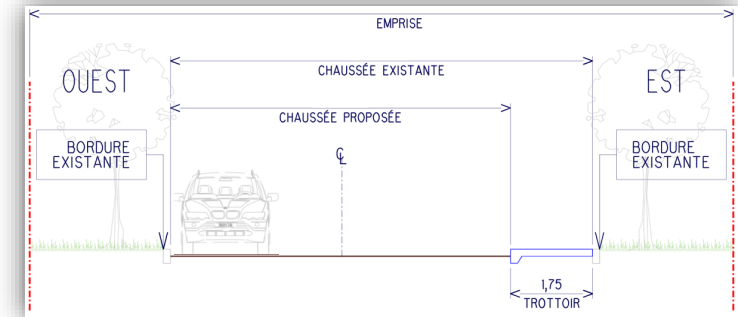 EMPRISE
CHAUSSÉE EXISTANTE
OUEST
EST
CHAUSSÉE PROPOSÉE
BORDURE
EXISTANTE
BORDURE
EXISTANTE
℄
1,75
TROTTOIR